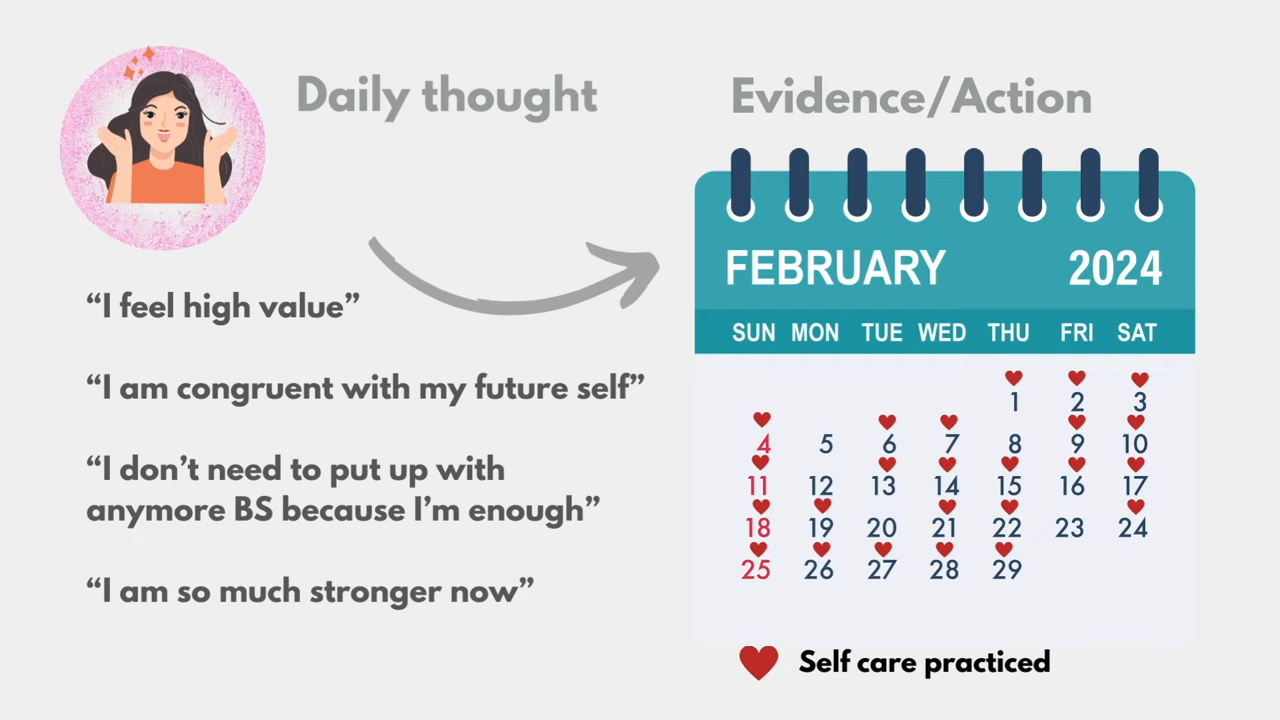 Daily thought
Evidence/Action
“I feel high value”
“I am congruent with my future self”
“I don’t need to put up with
anymore BS because I’m enough”
“I am so much stronger now”
FEBRUARY 2024
SUN MON TUE WED THU FRI SAT
1 2 3
4 5 6 7 8 9 10
11 12 13 14 15 16 17
18 19 20 21 22 23 24
25 26 27 28 29
Self care practiced